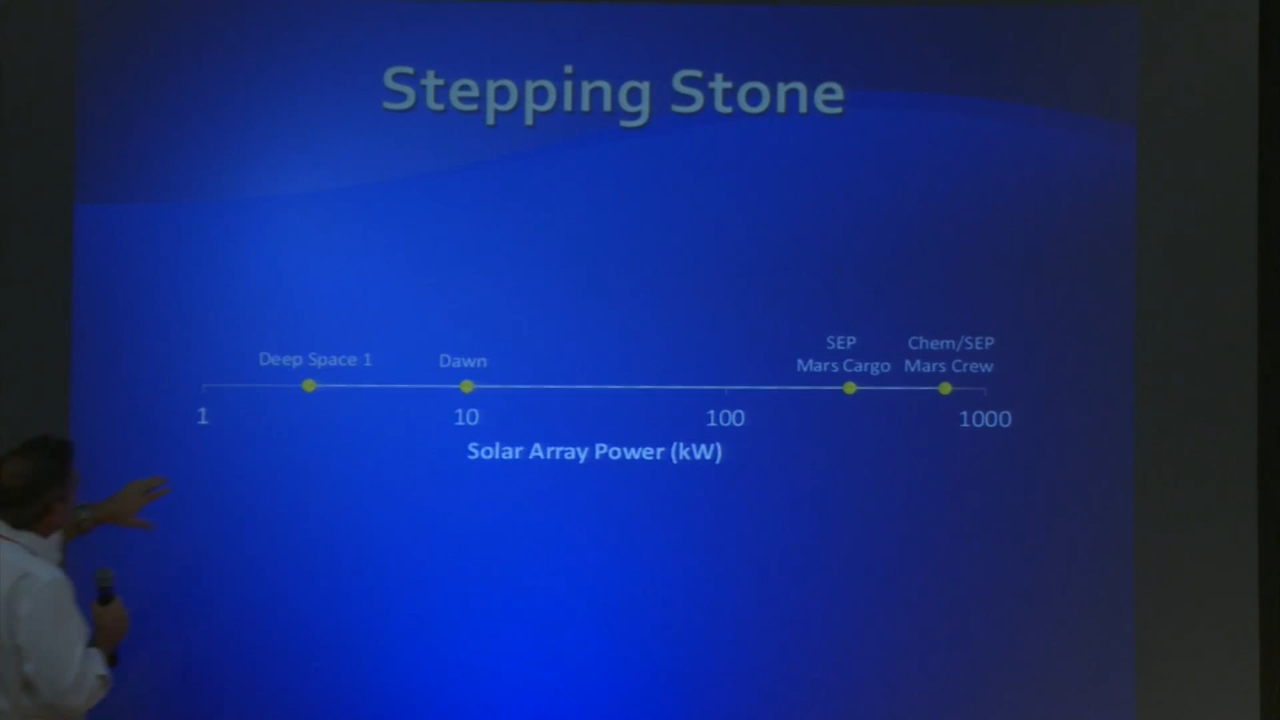 Stepping Stone
SEP
Mars Cargo
Chem/SEP
Mars Crew
Deep Space 1
Dawn
1
10
100
1000
Solar Array Power (kW)